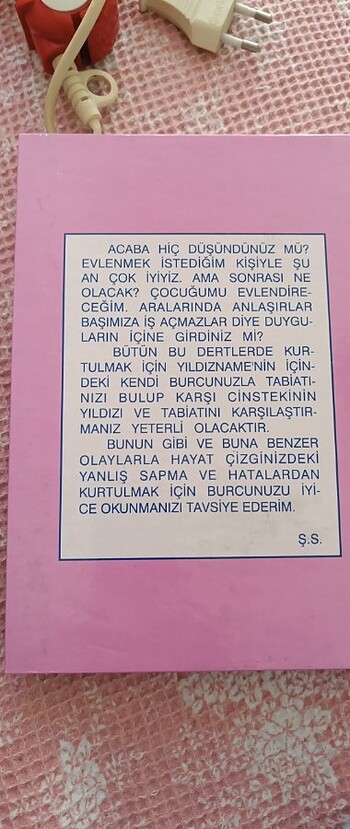 ACABA HİÇ DÜŞÜNDÜNÜZ MÜ?
EVLENMEK İSTEDİĞİM KİŞİYLE ŞU
AN ÇOK İYİYİZ. AMA SONRASI NE
OLACAK? ÇOCUĞUMU EVLENDİRE-
CEĞİM. ARALARINDA ANLAŞIRLAR
BAŞIMIZA İŞ AÇMAZLAR DİYE DUYGU-
LARIN İÇİNE GİRDİNİZ Mİ?
BÜTÜN BU DERTLERDE KUR-
TULMAK İÇİN YILDIZNAME'NİN İÇİN-
DEKİ KENDİ BURCUNUZLA TABİATI-
NIZI BULUP KARŞI CİNSTEKİNİN
YILDIZI VE TABİATINI KARŞILAŞTIR-
MANIZ YETERLİ OLACAKTIR.
BUNUN GİBİ VE BUNA BENZER
OLAYLARLA HAYAT ÇİZGİNİZDEKİ
YANLIŞ SAPMA VE HATALARDAN
KURTULMAK İÇİN BURCUNUZU İYİ-
CE OKUNMANIZI TAVSİYE EDERİM.
Ş.S.